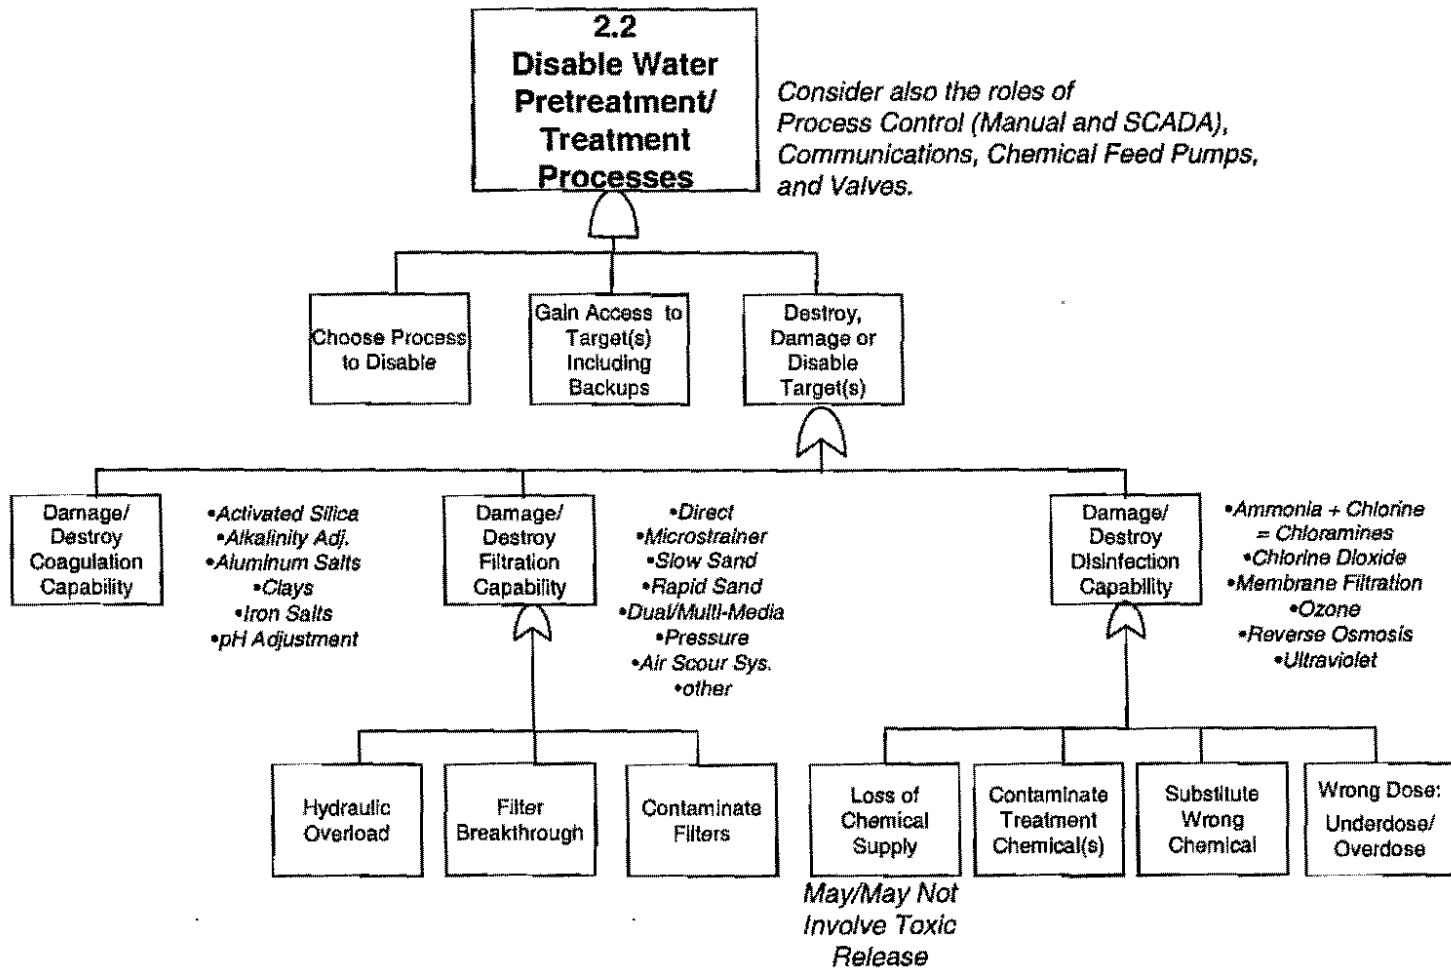 2.2
Disable Water
Pretreatment/
Treatment
Processes
Consider also the roles of
Process Control (Manual and SCADA),
Communications, Chemical Feed Pumps,
and Valves.
Choose Process
to Disable
Gain Access to
Target(s)
Including
Backups
Destroy,
Damage or
Disable
Target(s)
Damage/
Destroy
Coagulation
Capability
•Activated Silica
•Alkalinity Adj.
•Aluminum Salts
•Clays
•Iron Salts
•pH Adjustment
Damage/
Destroy
Filtration
Capability
•Direct
•Microstrainer
•Slow Sand
•Rapid Sand
•Dual/Multi-Media
•Pressure
•Air Scour Sys.
•other
Damage/
Destroy
Disinfection
Capability
•Ammonia + Chlorine
= Chloramines
•Chlorine Dioxide
•Membrane Filtration
•Ozone
•Reverse Osmosis
•Ultraviolet
Hydraulic
Overload
Filter
Breakthrough
Contaminate
Filters
Loss of
Chemical
Supply
May/May Not
Involve Toxic
Release
Contaminate
Treatment
Chemical(s)
Substitute
Wrong
Chemical
Wrong Dose:
Underdose/
Overdose